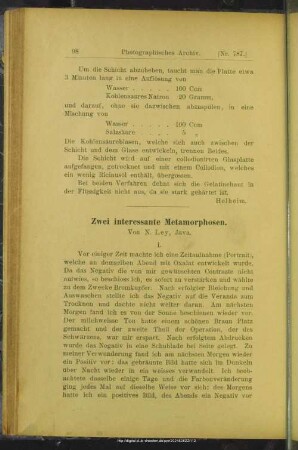 98 Photographisches Archiv. (Nr. 787.)
Um die Schicht abzuheben, taucht man die Platte etwa
3 Minuten lang in eine Auflösung von
Wasser . . . . . . 100 Ccm
Kohlensaures Natron 20 Gramm,
und darauf, ohne sie dazwischen abzuspülen, in eine
Mischung von
Wasser . . . . . . 100 Ccm
Salzsäure . . . . 5 „
Die Kohlensäureblasen, welche sich auch zwischen der
Schicht und dem Glase entwickeln, trennen Beides.
Die Schicht wird auf einer collodionirten Glasplatte
aufgefangen, getrocknet und mit einem Collodion, welches
ein wenig Ricinusöl enthält, übergossen.
Bei beiden Verfahren dehnt sich die Gelatinehaut in
der Flüssigkeit nicht aus, da sie stark gehärtet ist.
Holheim.
Zwei interessante Metamorphosen.
Von N. Ley, Java.
I.
Vor einiger Zeit machte ich eine Zeitaufnahme (Portrait),
welche an demselben Abend mit Oxalat entwickelt wurde.
Da das Negativ die von mir gewünschten Contraste nicht
aufwies, so beschloss ich, es sofort zu verstärken und wählte
zu dem Zwecke Bromkupfer. Nach erfolgter Bleichung und
Auswaschen stellte ich das Negativ auf die Veranda zum
Trocknen und dachte nicht weiter daran. Am nächsten
Morgen fand ich es von der Sonne beschienen wieder vor.
Der milchweisse Ton hatte einem schönen Braun Platz
gemacht und der zweite Theil der Operation, der des
Schwärzens, war mir erspart. Nach erfolgtem Abdrucken
wurde das Negativ in eine Schublade bei Seite gelegt. Zu
meiner Verwunderung fand ich am nächsten Morgen wieder
ein Positiv vor: das gebräunte Bild hatte sich im Dunkeln
über Nacht wieder in ein weisses verwandelt. Ich beob-
achtete dasselbe einige Tage und die Farbenveränderung
ging jedes Mal auf dieselbe Weise vor sich: des Morgens
hatte ich ein positives Bild, des Abends ein Negativ vor